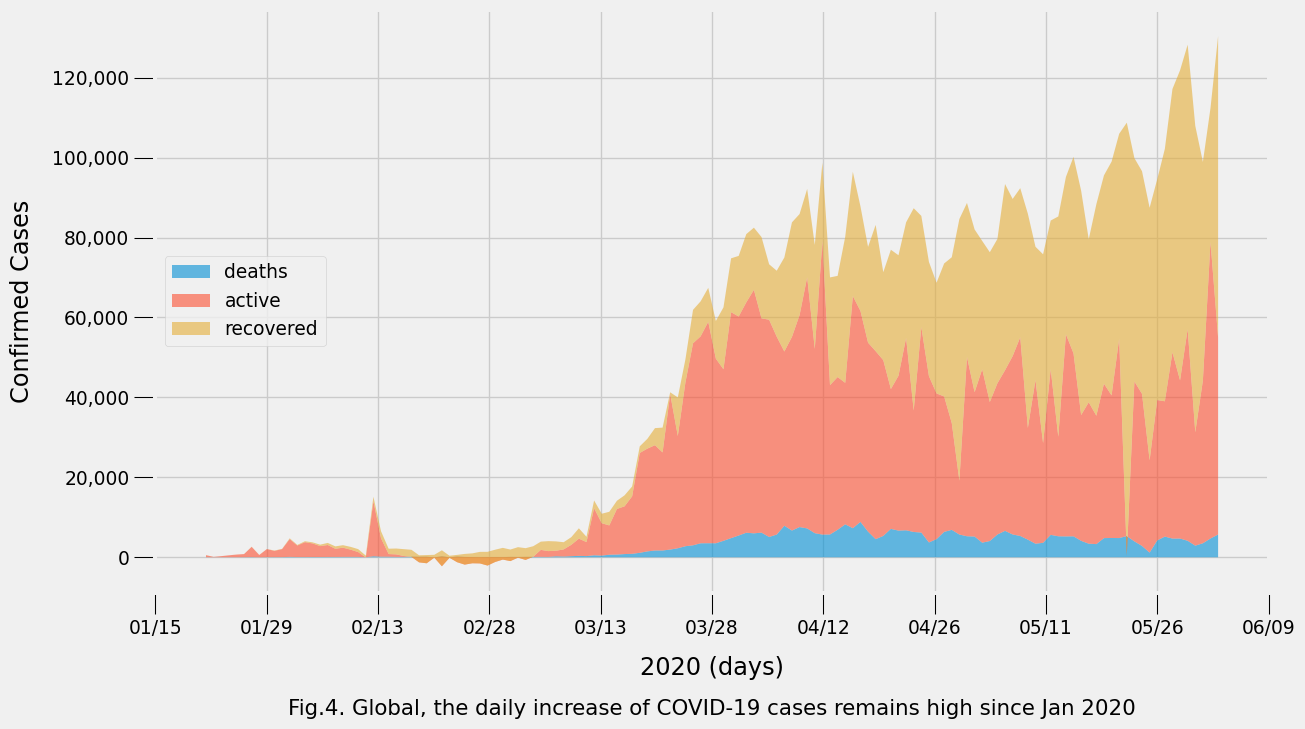 120,000
100,000
80,000
60,000
40,000
20,000
0
Confirmed Cases
deaths
active
recovered
01/15 01/29 02/13 02/28 03/13 03/28 04/12 04/26 05/11 05/26 06/09
2020 (days)
Fig.4. Global, the daily increase of COVID-19 cases remains high since Jan 2020